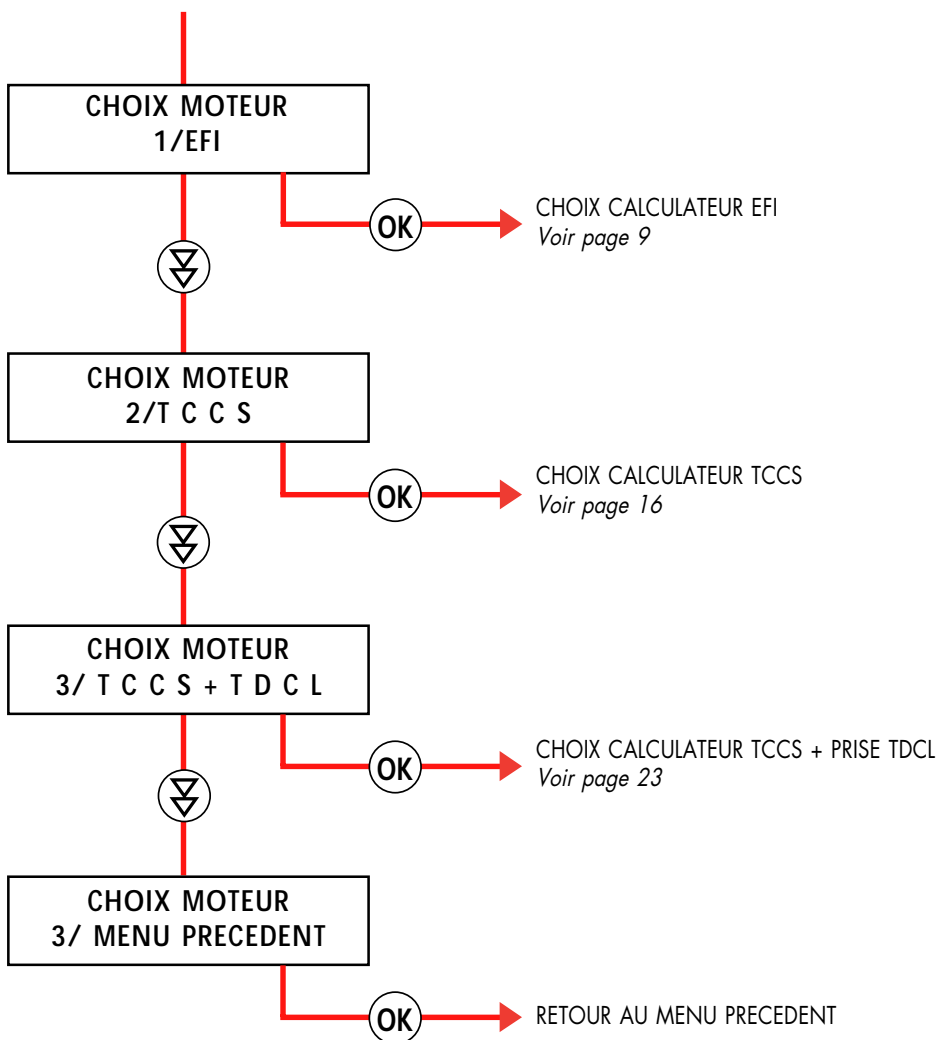 CHOIX MOTEUR
1/EFI
OK
CHOIX CALCULATEUR EFI
Voir page 9
CHOIX MOTEUR
2/T C C S
OK
CHOIX CALCULATEUR TCCS
Voir page 16
CHOIX MOTEUR
3/ T C C S + T D C L
OK
CHOIX CALCULATEUR TCCS + PRISE TDCL
Voir page 23
CHOIX MOTEUR
3/ MENU PRECEDENT
OK
RETOUR AU MENU PRECEDENT